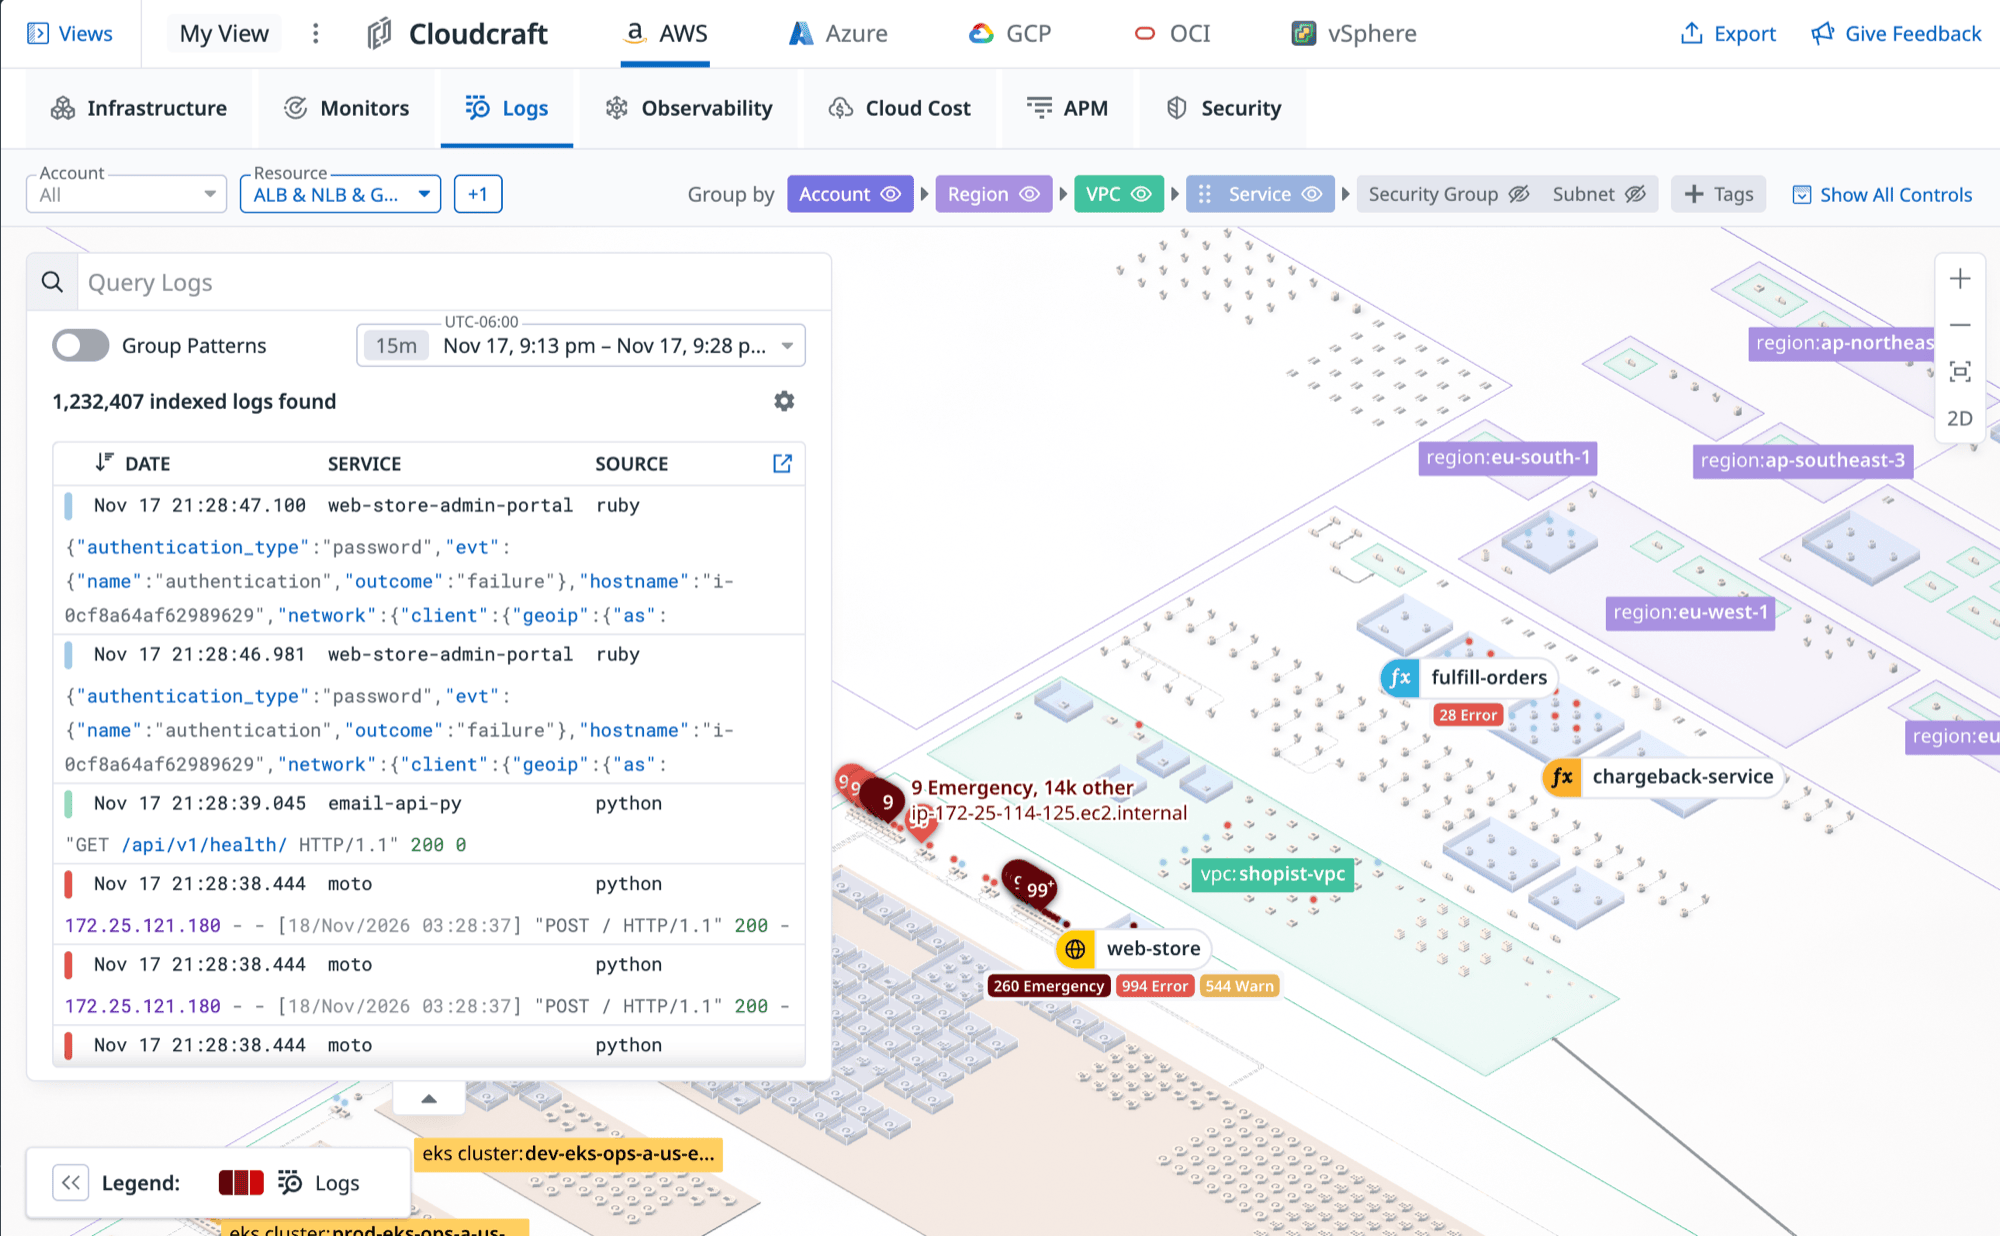 Views
My View
Cloudcraft
AWS
Azure
GCP
OCI
vSphere
Export
Give Feedback
Infrastructure
Monitors
Logs
Observability
Cloud Cost
APM
Security
Account
All
Resource
ALB & NLB & G...
+1
Group by
Account
Region
VPC
Service
Security Group
Subnet
+ Tags
Show All Controls
Query Logs
Group Patterns
UTC-06:00
15m
Nov 17, 9:13 pm – Nov 17, 9:28 p...
1,232,407 indexed logs found
DATE SERVICE SOURCE
Nov 17 21:28:47.100 web-store-admin-portal ruby
{"authentication_type":"password","evt":
{"name":"authentication","outcome":"failure"},"hostname":"i-
0cf8a64af62989629","network":{"client":{"geoip":{"as":
Nov 17 21:28:46.981 web-store-admin-portal ruby
{"authentication_type":"password","evt":
{"name":"authentication","outcome":"failure"},"hostname":"i-
0cf8a64af62989629","network":{"client":{"geoip":{"as":
Nov 17 21:28:39.045 email-api-py python
"GET /api/v1/health/ HTTP/1.1" 200 0
Nov 17 21:28:38.444 moto python
172.25.121.180 - - [18/Nov/2026 03:28:37] "POST / HTTP/1.1" 200 -
Nov 17 21:28:38.444 moto python
172.25.121.180 - - [18/Nov/2026 03:28:37] "POST / HTTP/1.1" 200 -
Nov 17 21:28:38.444 moto python
Legend:
Logs
eks cluster:dev-eks-ops-a-us-e...
eks cluster:prod-eks-ops-a-us-...
2D
region:ap-northeas
region:eu-south-1
region:ap-southeast-3
region:eu-west-1
region:eu
fx fulfill-orders
28 Error
fx chargeback-service
9
9
9
9 Emergency, 14k other
ip-172-25-114-125.ec2.internal
99+
vpc:shopist-vpc
web-store
260 Emergency
994 Error
544 Warn